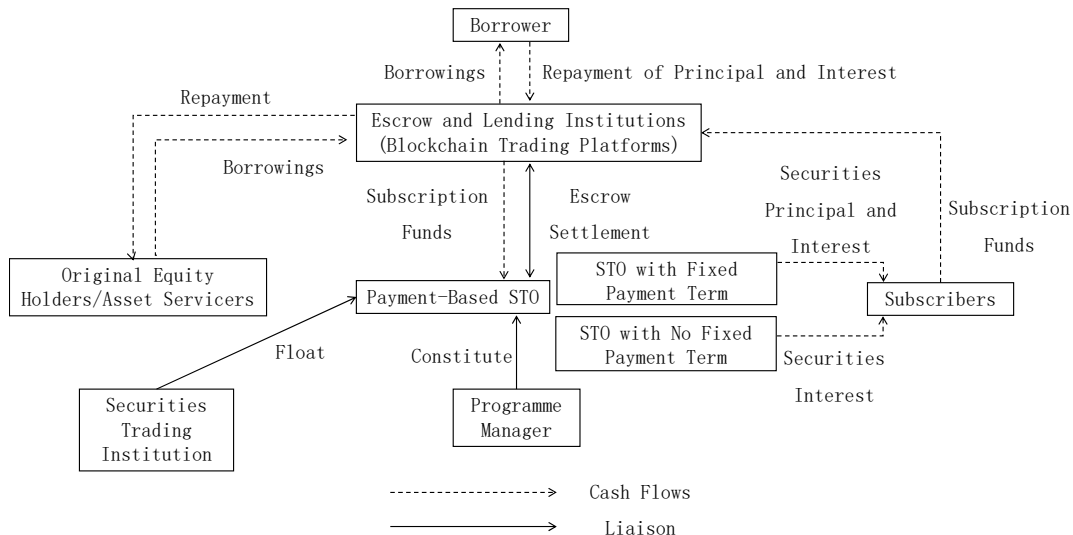 Borrower
Borrowings
Repayment of Principal and Interest
Repayment
Escrow and Lending Institutions
(Blockchain Trading Platforms)
Borrowings
Subscription
Funds
Escrow
Settlement
Securities
Principal and
Interest
Subscription
Funds
Original Equity
Holders/Asset Servicers
Payment-Based STO
STO with Fixed
Payment Term
Subscribers
STO with No Fixed
Payment Term
Float
Constitute
Securities
Interest
Securities
Trading
Institution
Programme
Manager
Cash Flows
Liaison